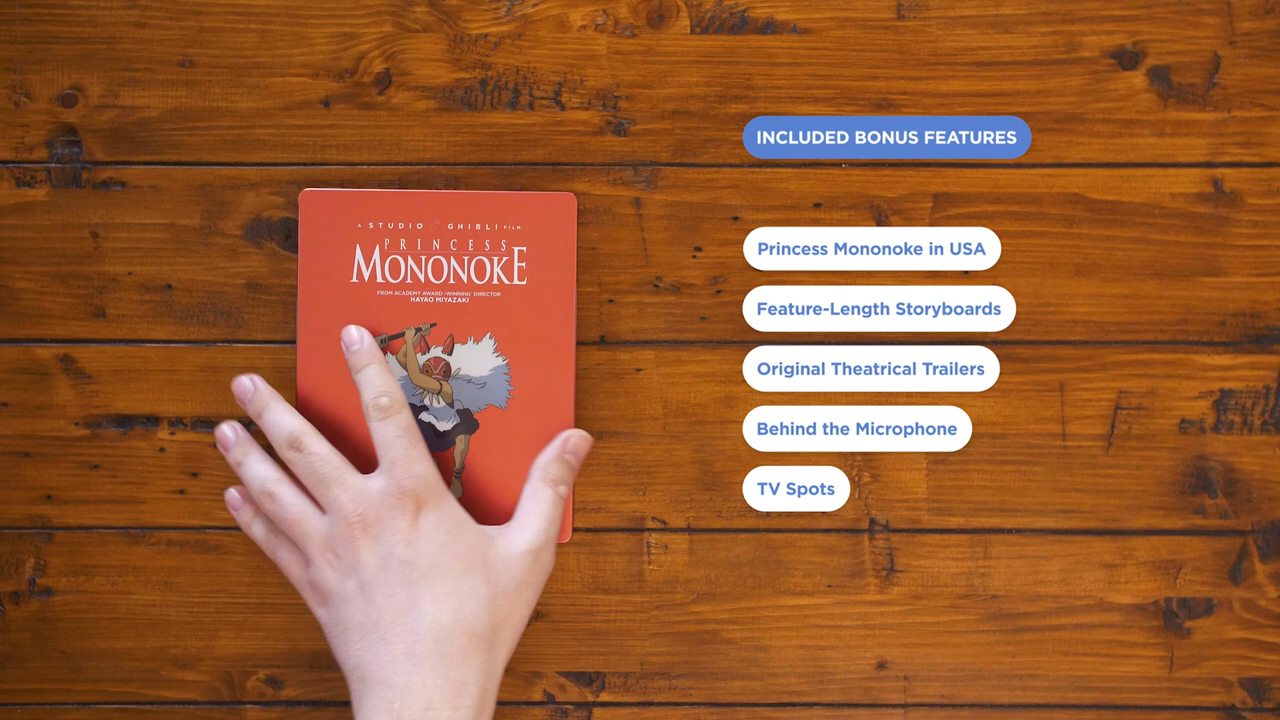 A STUDIO GHIBLI FILM
PRINCESS
MONONOKE
FROM ACADEMY AWARD-WINNING DIRECTOR
HAYAO MIYAZAKI
INCLUDED BONUS FEATURES
Princess Mononoke in USA
Feature-Length Storyboards
Original Theatrical Trailers
Behind the Microphone
TV Spots